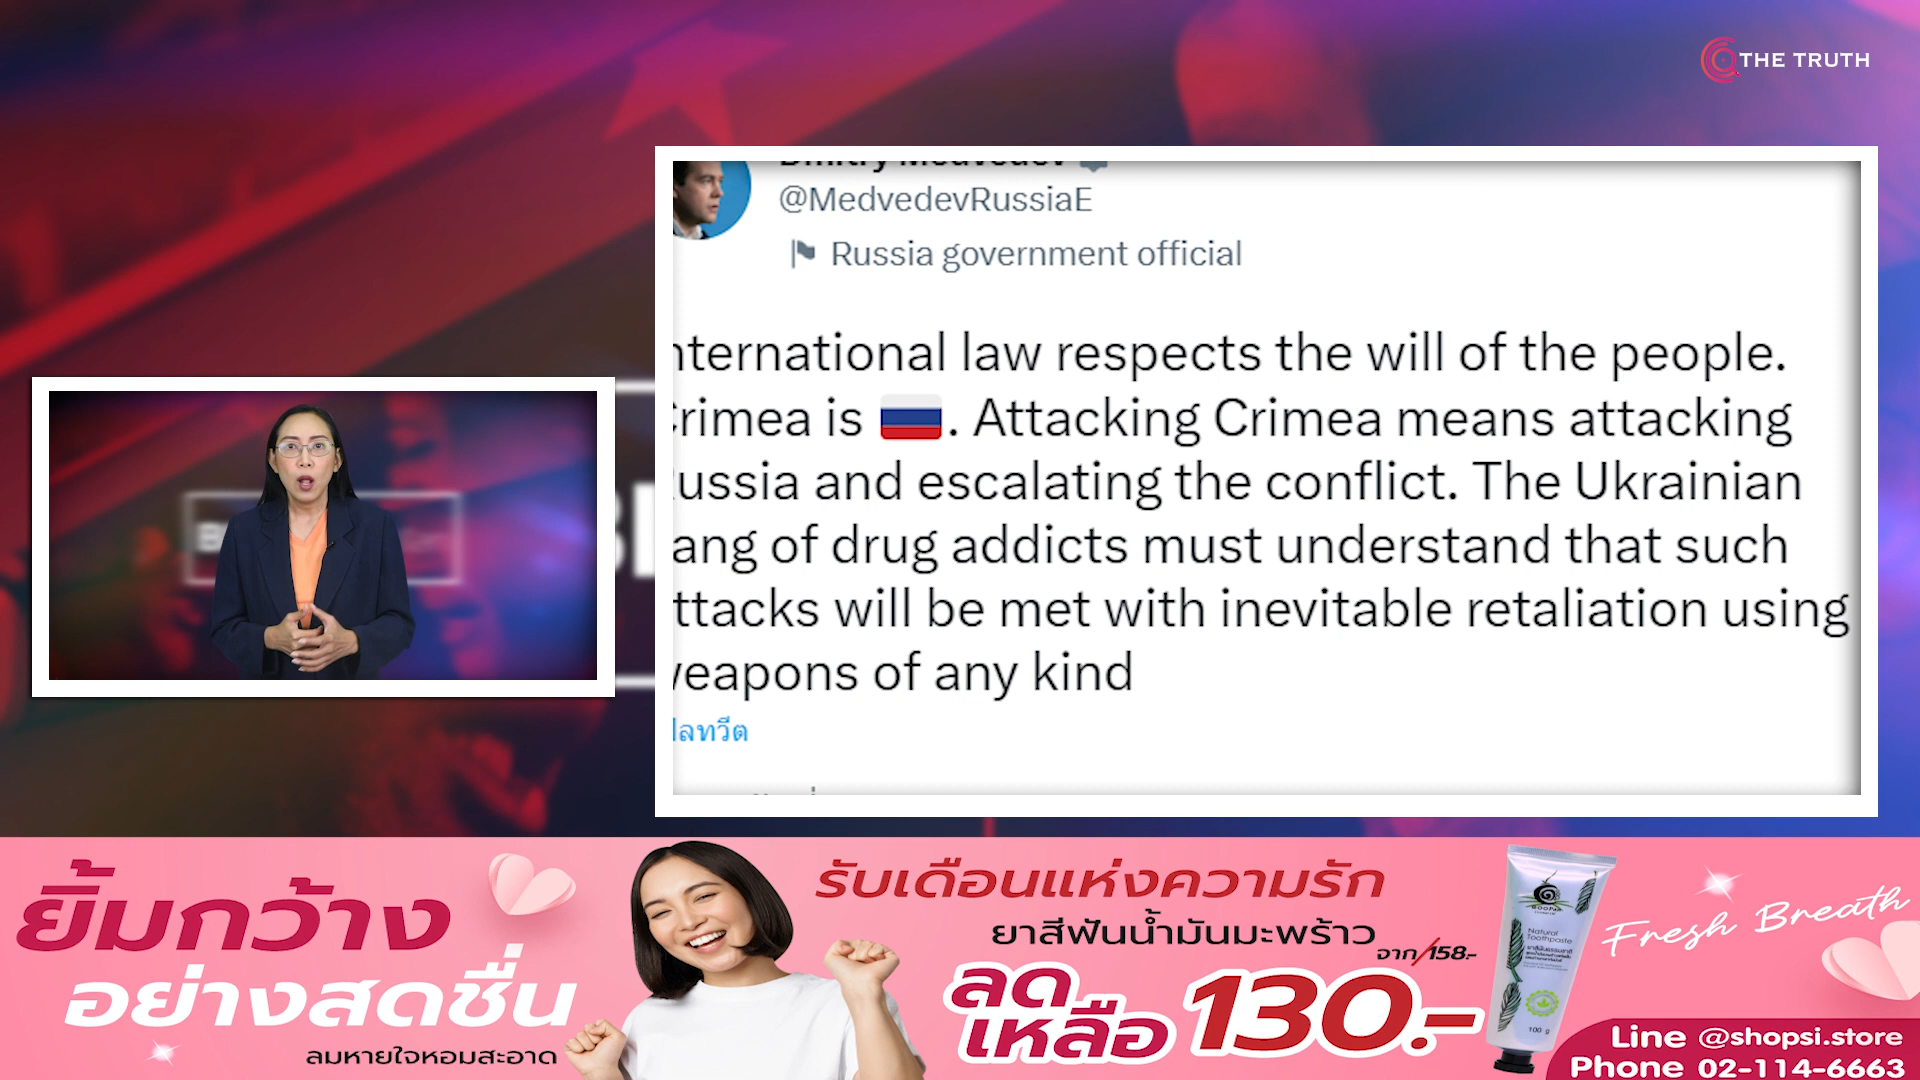 THE TRUTH
Dmitry Medvedev
@MedvedevRussiaE
Russia government official
nternational law respects the will of the people.
rimea is 🇷🇺. Attacking Crimea means attacking
ussia and escalating the conflict. The Ukrainian
ang of drug addicts must understand that such
ttacks will be met with inevitable retaliation using
eapons of any kind
ปลทวีต
ยิ้มกว้าง
อย่างสดชื่น
ลมหายใจหอมสะอาด
รับเดือนแห่งความรัก
ยาสีฟันน้ำมันมะพร้าว
จาก 158.-
ลด
เหลือ 130.-
Natural
Toothpaste
100 g
Fresh Breath
Line @shopsi.store
Phone 02-114-6663